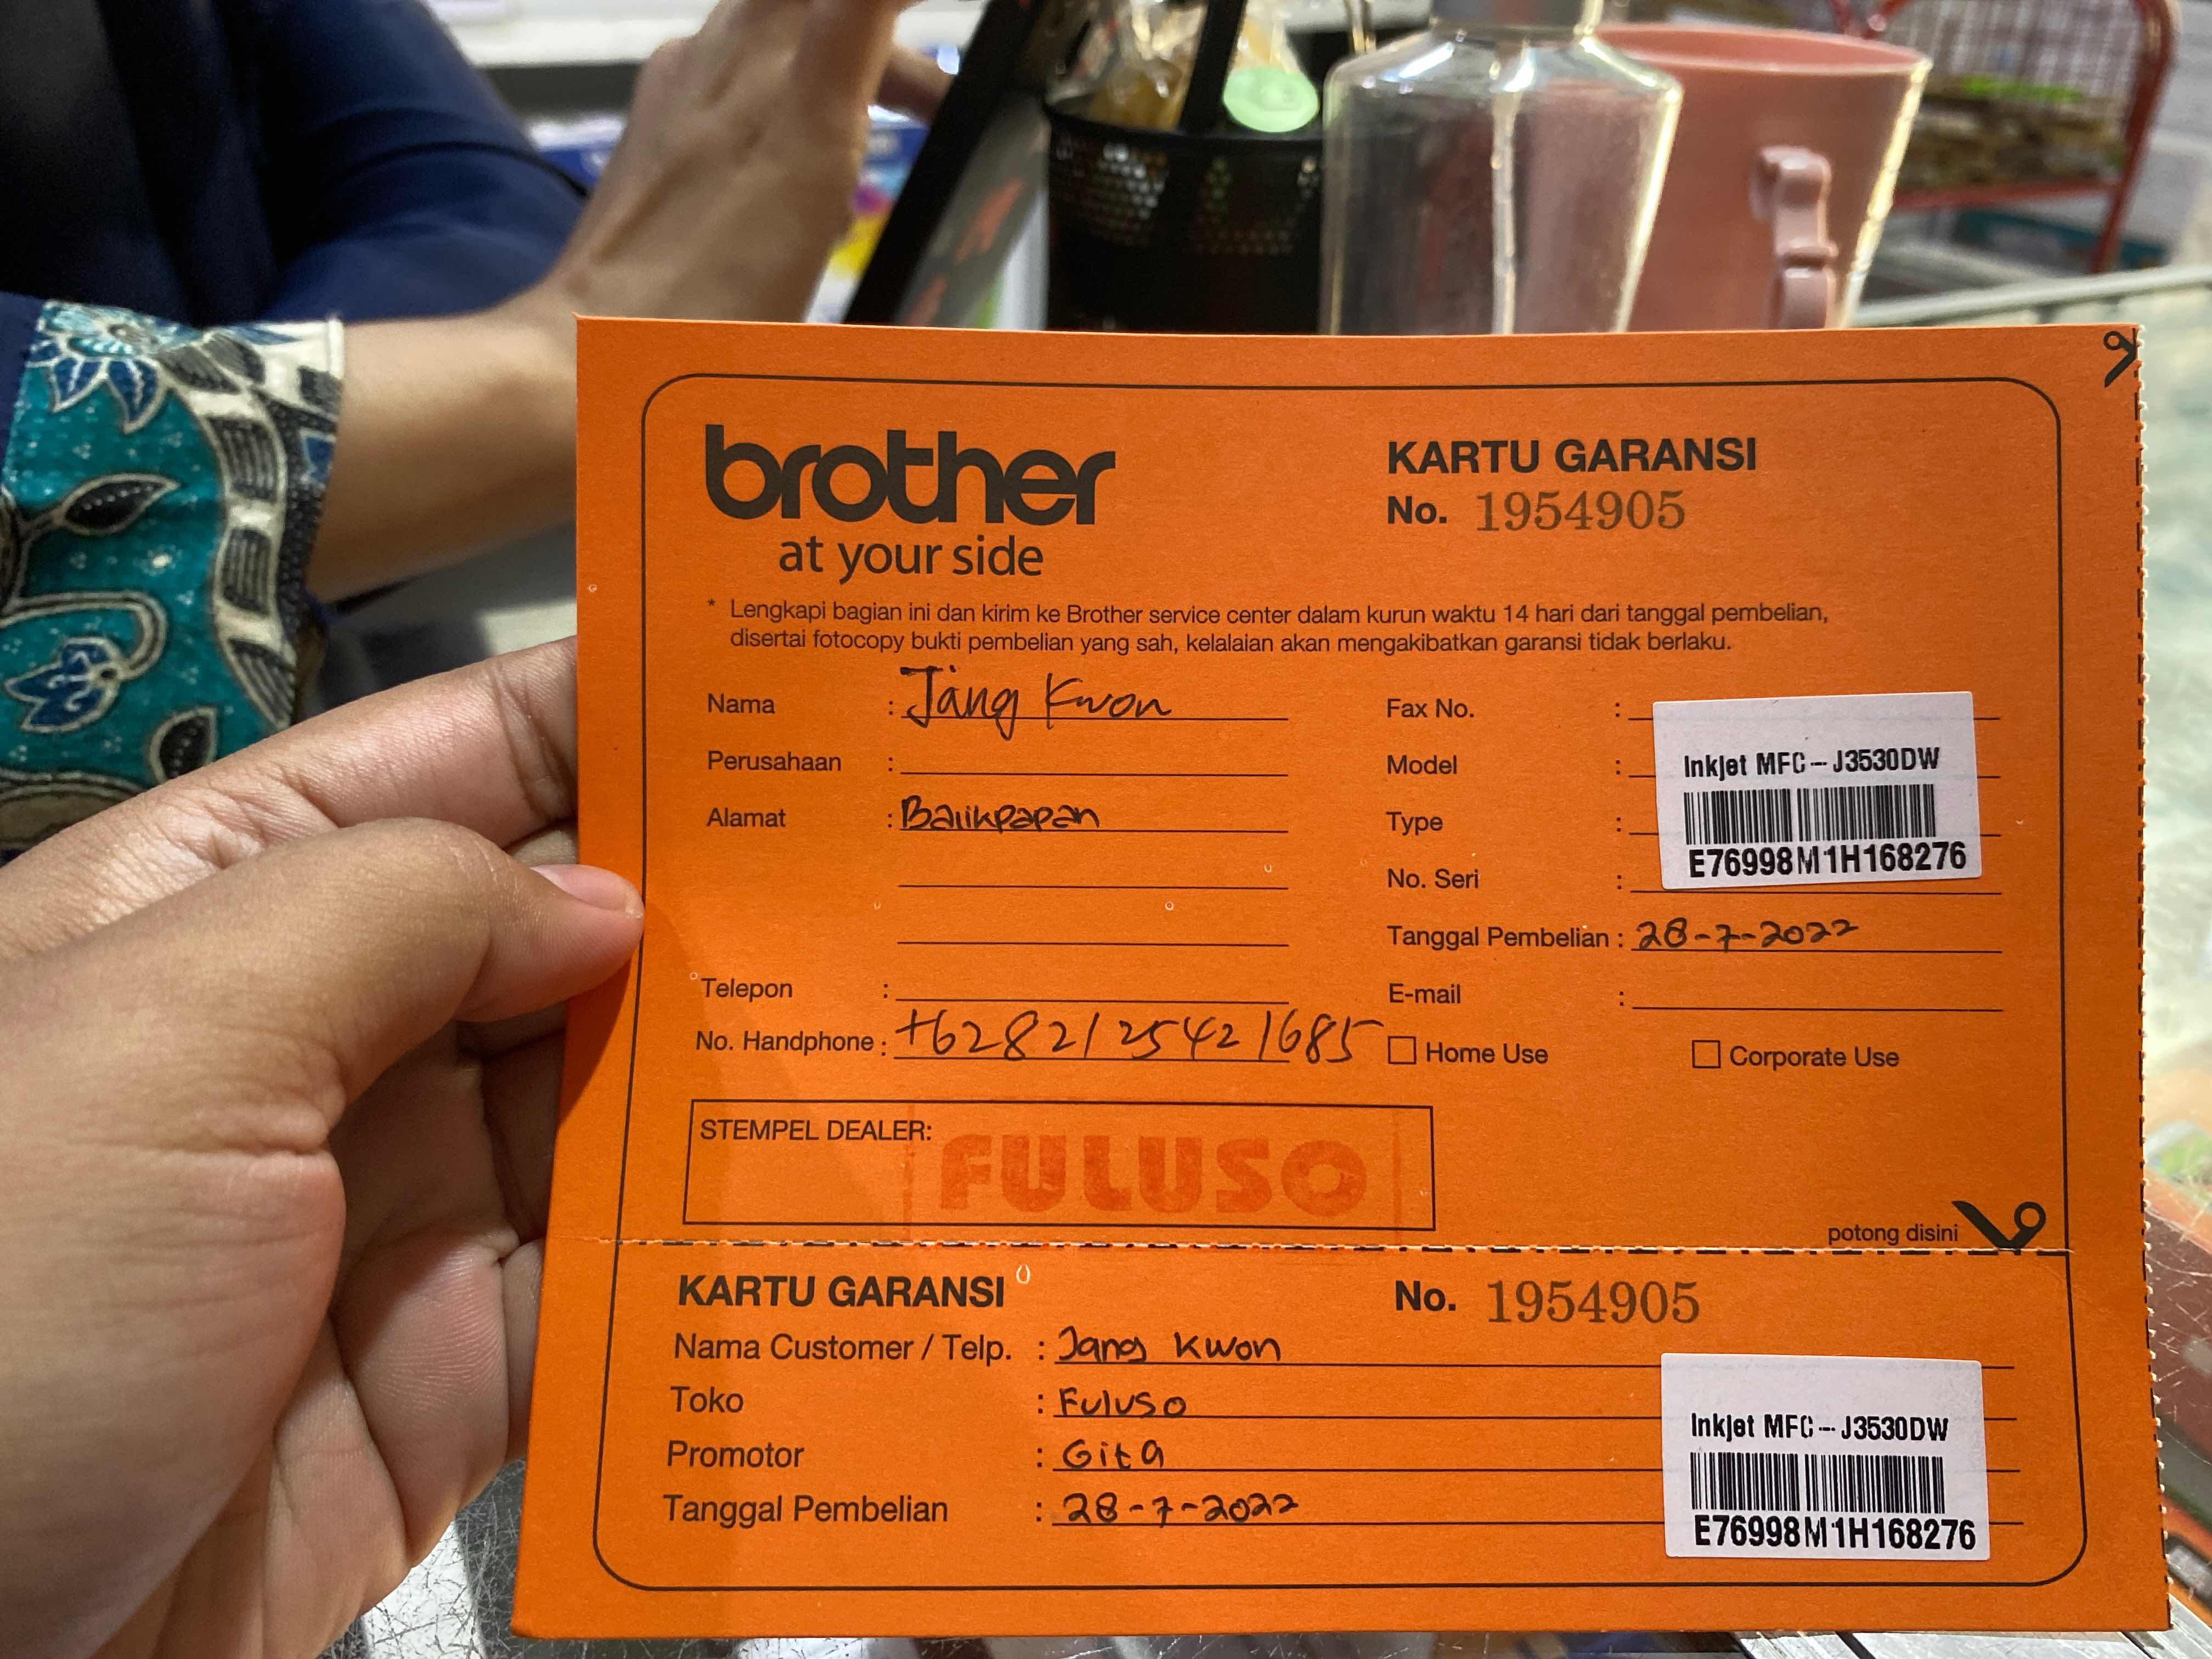 brother
at your side
KARTU GARANSI
No. 1954905
* Lengkapi bagian ini dan kirim ke Brother service center dalam kurun waktu 14 hari dari tanggal pembelian,
disertai fotocopy bukti pembelian yang sah, kelalaian akan mengakibatkan garansi tidak berlaku.
Nama : Jang Kwon
Perusahaan :
Alamat : Balikpapan
Telepon :
No. Handphone : +6282125421685
Fax No. :
Model :
Type :
No. Seri :
Inkjet MFC-J3530DW
E76998M1H168276
Tanggal Pembelian : 28-7-2022
E-mail :
Home Use Corporate Use
STEMPEL DEALER: FULUSO
potong disini
KARTU GARANSI No. 1954905
Nama Customer / Telp. : Jang Kwon
Toko : Fuluso
Promotor : Gita
Tanggal Pembelian : 28-7-2022
Inkjet MFC-J3530DW
E76998M1H168276